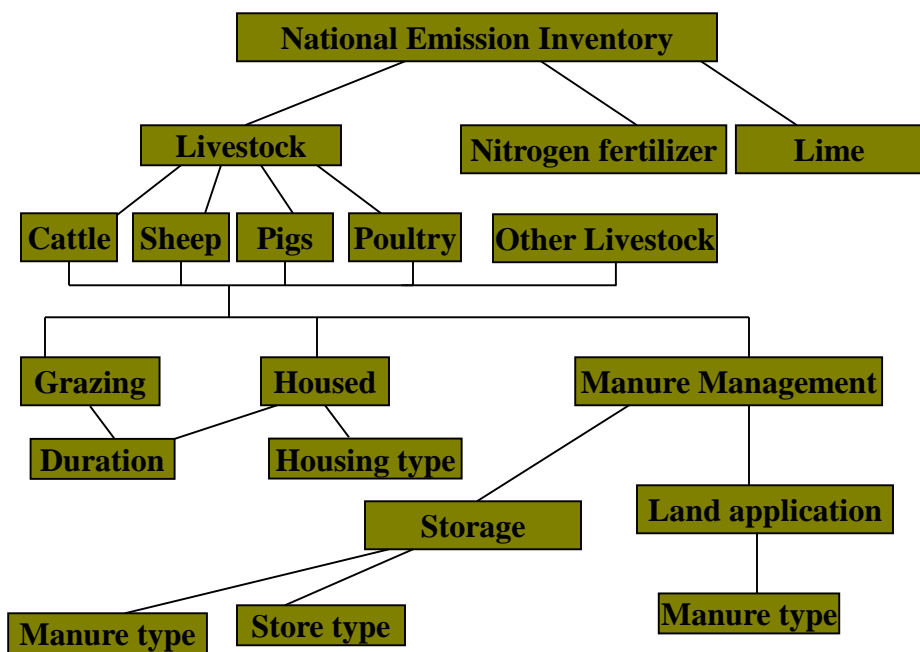 National Emission Inventory
Livestock
Nitrogen fertilizer
Lime
Cattle
Sheep
Pigs
Poultry
Other Livestock
Grazing
Housed
Manure Management
Duration
Housing type
Storage
Land application
Manure type
Store type
Manure type